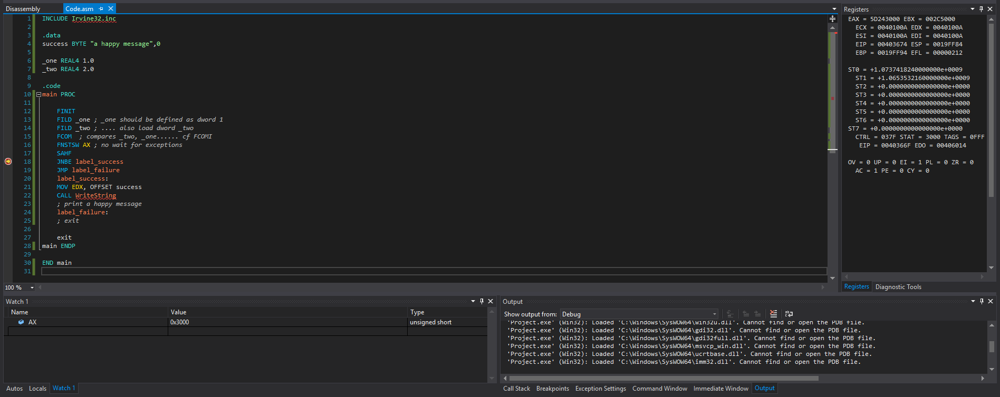 Disassembly Code.asm
1 INCLUDE Irvine32.inc
2
3 .data
4 success BYTE "a happy message",0
5
6 _one REAL4 1.0
7 _two REAL4 2.0
8
9 .code
10 main PROC
11
12 FINIT
13 FILD _one ; _one should be defined as dword 1
14 FILD _two ; .... also load dword _two
15 FCOM ; compares _two, _one...... cf FCOMI
16 FNSTSW AX ; no wait for exceptions
17 SAHF
18 JNBE label_success
19 JMP label_failure
20 label_success:
21 MOV EDX, OFFSET success
22 CALL WriteString
23 ; print a happy message
24 label_failure:
25 ; exit
26
27 exit
28 main ENDP
29
30 END main
31
100 %
Registers
EAX = 5D243000 EBX = 002C5000
ECX = 0040100A EDX = 0040100A
ESI = 0040100A EDI = 0040100A
EIP = 00403674 ESP = 0019FF84
EBP = 0019FF94 EFL = 00000212
ST0 = +1.0737418240000000e+0009
ST1 = +1.0653532160000000e+0009
ST2 = +0.0000000000000000e+0000
ST3 = +0.0000000000000000e+0000
ST4 = +0.0000000000000000e+0000
ST5 = +0.0000000000000000e+0000
ST6 = +0.0000000000000000e+0000
ST7 = +0.0000000000000000e+0000
CTRL = 037F STAT = 3000 TAGS = 0FFF
EIP = 0040366F EDO = 00406014
OV = 0 UP = 0 EI = 1 PL = 0 ZR = 0
AC = 1 PE = 0 CY = 0
Registers Diagnostic Tools
Watch 1
Name Value Type
AX 0x3000 unsigned short
Autos Locals Watch 1
Output
Show output from: Debug
'Project.exe' (Win32): Loaded 'C:\Windows\SysWOW64\win32u.dll'. Cannot find or open the PDB file.
'Project.exe' (Win32): Loaded 'C:\Windows\SysWOW64\gdi32.dll'. Cannot find or open the PDB file.
'Project.exe' (Win32): Loaded 'C:\Windows\SysWOW64\gdi32full.dll'. Cannot find or open the PDB file.
'Project.exe' (Win32): Loaded 'C:\Windows\SysWOW64\msvcp_win.dll'. Cannot find or open the PDB file.
'Project.exe' (Win32): Loaded 'C:\Windows\SysWOW64\ucrtbase.dll'. Cannot find or open the PDB file.
'Project.exe' (Win32): Loaded 'C:\Windows\SysWOW64\imm32.dll'. Cannot find or open the PDB file.
Call Stack Breakpoints Exception Settings Command Window Immediate Window Output